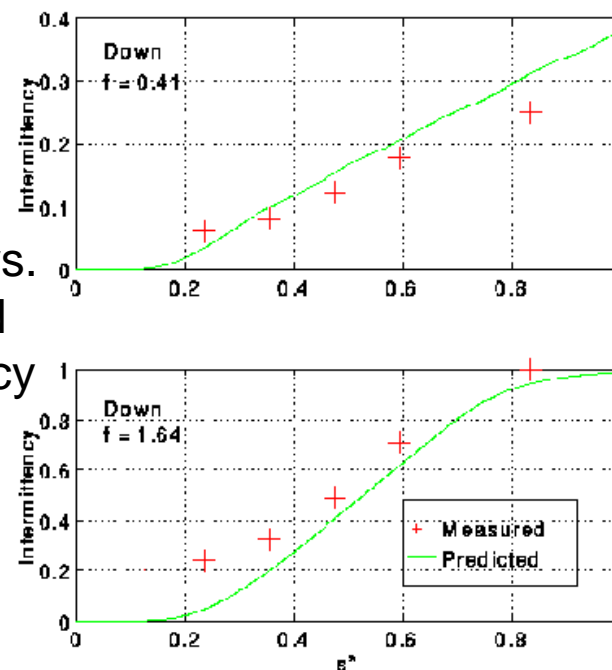 0.4
Down
f = 0.41
0.3
Intermittency
0.2
0.1
0
0 0.2 0.4 0.6 0.8
vs.
cy
1
Down
f = 1.64
0.8
0.6
Intermittency
0.4
Measured
Predicted
0.2
0
0 0.2 0.4 0.6 0.8